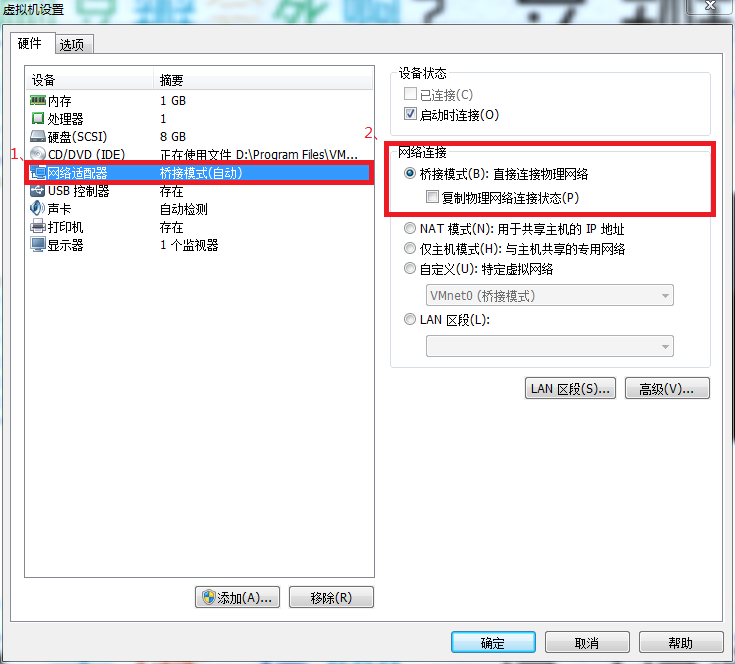 虚拟机设置
硬件 选项
设备 摘要
内存 1 GB
处理器 1
硬盘(SCSI) 8 GB
1、
CD/DVD (IDE) 正在使用文件 D:\Program Files\VM...
网络适配器 桥接模式(自动)
USB 控制器 存在
声卡 自动检测
打印机 存在
显示器 1 个监视器
添加(A)... 移除(R)
设备状态
已连接(C)
启动时连接(O)
2、
网络连接
桥接模式(B): 直接连接物理网络
复制物理网络连接状态(P)
NAT 模式(N): 用于共享主机的 IP 地址
仅主机模式(H): 与主机共享的专用网络
自定义(U): 特定虚拟网络
VMnet0 (桥接模式)
LAN 区段(L):
LAN 区段(S)... 高级(V)...
确定 取消 帮助